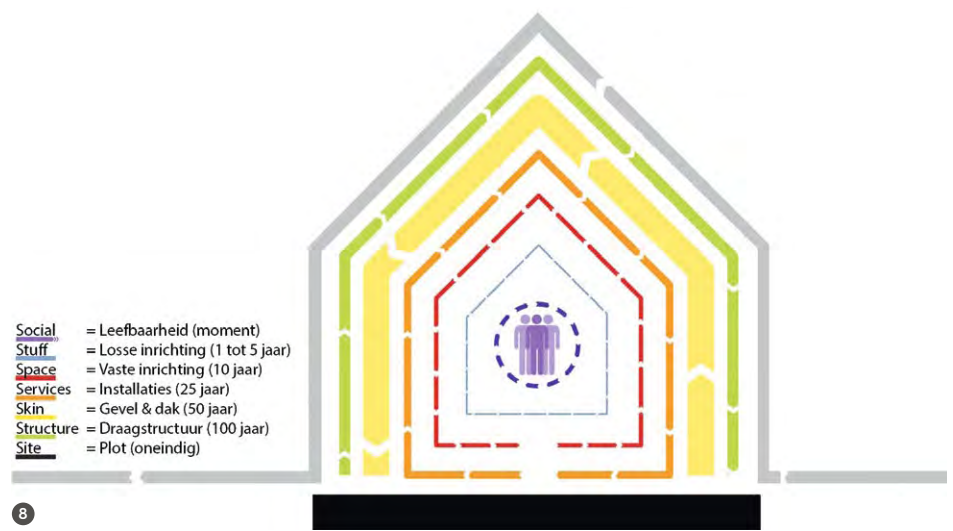 Social = Leefbaarheid (moment)
Stuff = Losse inrichting (1 tot 5 jaar)
Space = Vaste inrichting (10 jaar)
Services = Installaties (25 jaar)
Skin = Gevel & dak (50 jaar)
Structure = Draagstructuur (100 jaar)
Site = Plot (oneindig)
8